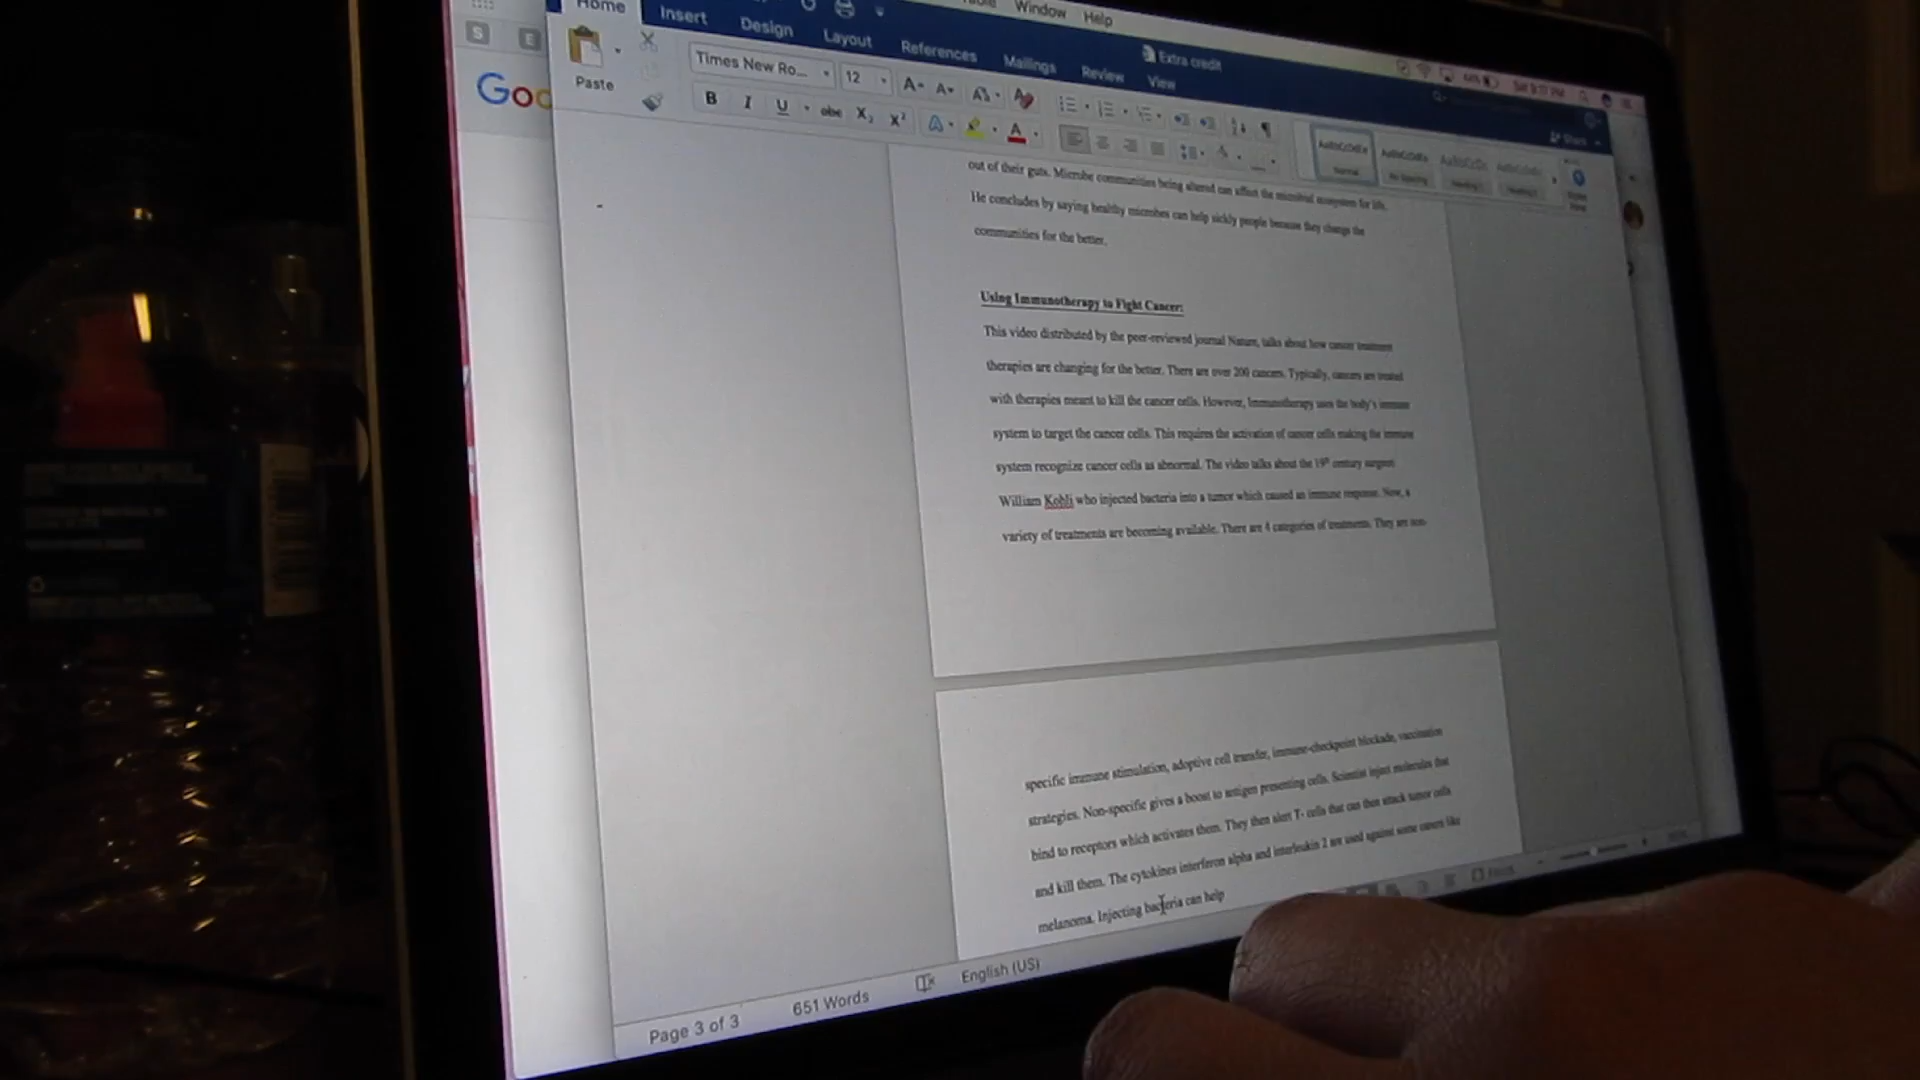 Home
Insert
Design
Layout
References
Mailings
Review
View
Window
Help
Extra credit
S
E
Goo
Paste
Times New Ro...
12
Share
out of their guts. Microbe communities being altered can affect the microbial ecosystem for life.
He concludes by saying healthy microbes can help sickly people because they change the
communities for the better.
Using Immunotherapy to Fight Cancer:
This video distributed by the peer-reviewed journal Nature, talks about how cancer treatment
therapies are changing for the better. There are over 200 cancers. Typically, cancers are treated
with therapies meant to kill the cancer cells. However, Immunotherapy uses the body's immune
system to target the cancer cells. This requires the activation of cancer cells making the immune
system recognize cancer cells as abnormal. The video talks about the 19th century surgeon
William Kohli who injected bacteria into a tumor which caused an immune response. Now, a
variety of treatments are becoming available. There are 4 categories of treatments. They are non-
specific immune stimulation, adoptive cell transfer, immune-checkpoint blockade, vaccination
strategies. Non-specific gives a boost to antigen presenting cells. Scientist inject molecules that
bind to receptors which activates them. They then alert T- cells that can then attack tumor cells
and kill them. The cytokines interferon alpha and interleukin 2 are used against some cancers like
melanoma. Injecting bacteria can help
Page 3 of 3
651 Words
English (US)